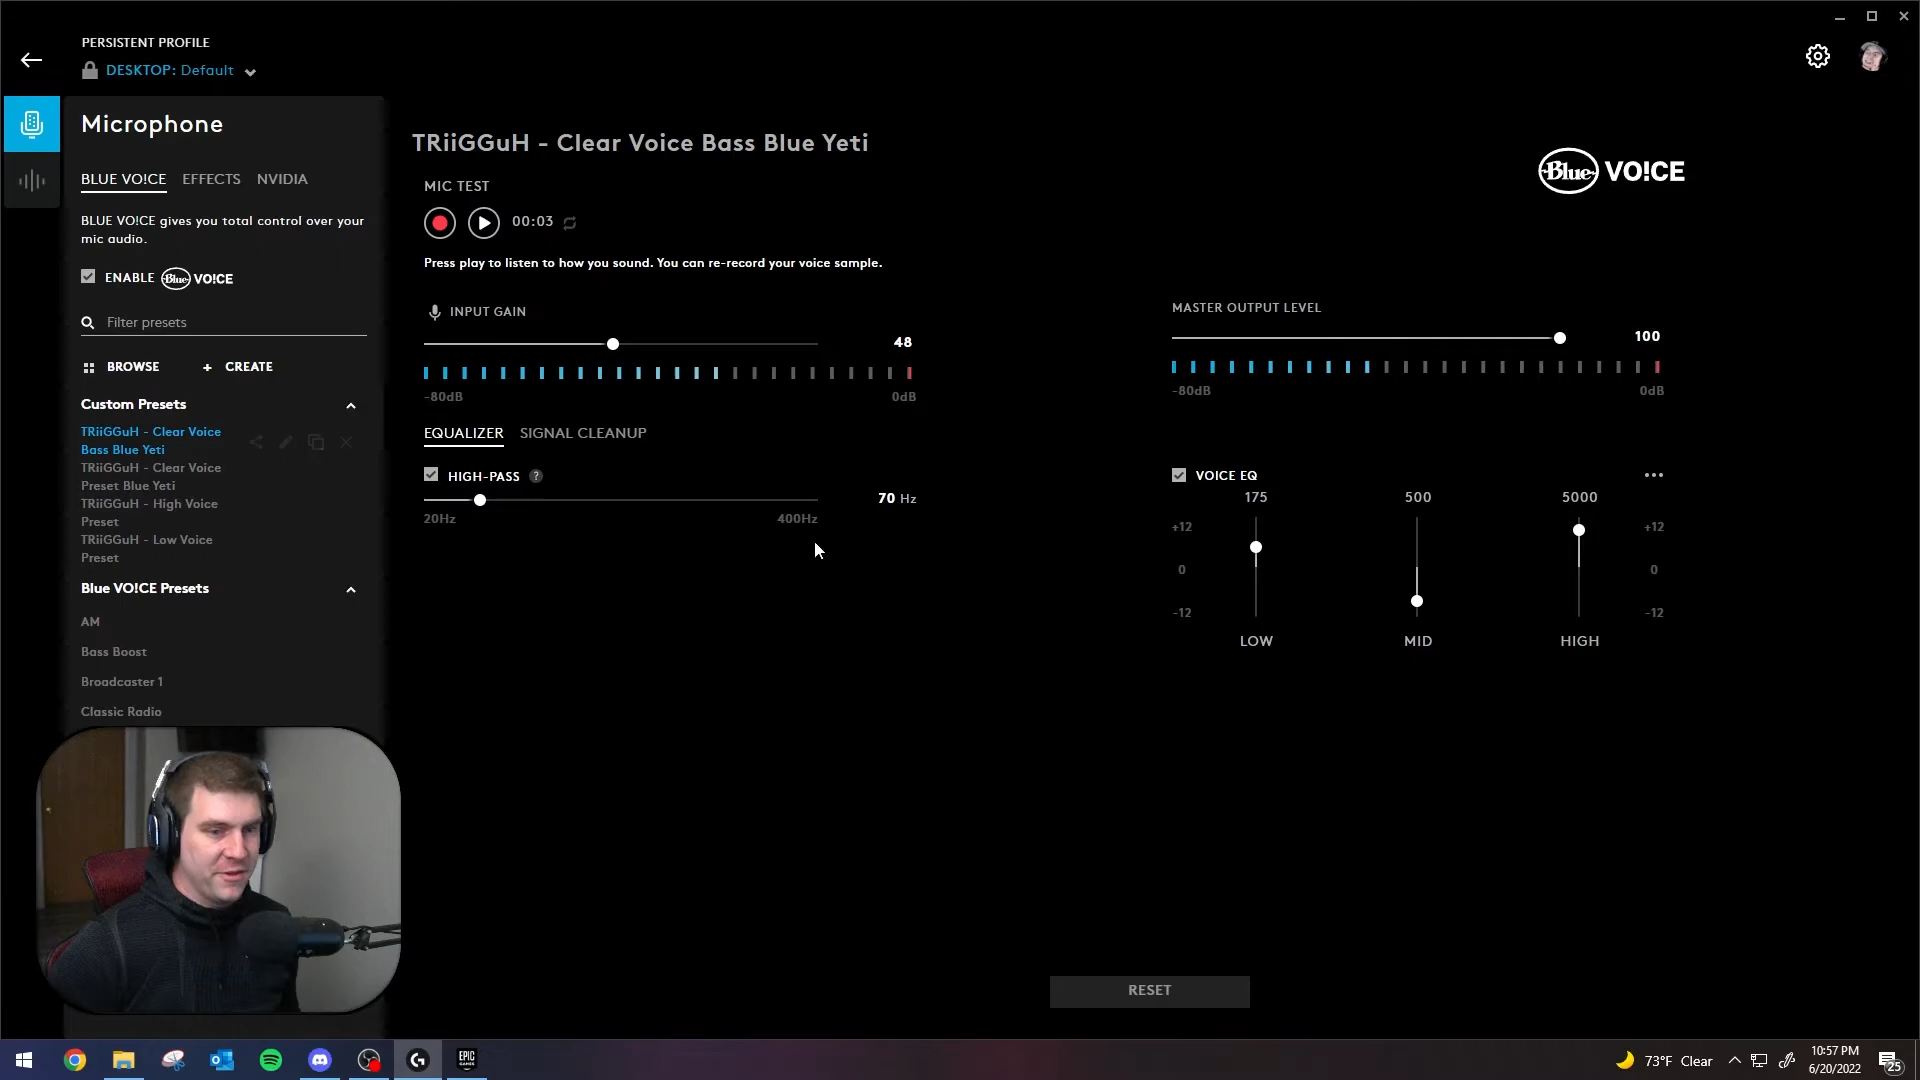 PERSISTENT PROFILE
DESKTOP: Default
Microphone
BLUE VO!CE EFFECTS NVIDIA
BLUE VO!CE gives you total control over your
mic audio.
ENABLE Blue VO!CE
Filter presets
BROWSE + CREATE
Custom Presets
TRiiGGuH - Clear Voice
Bass Blue Yeti
TRiiGGuH - Clear Voice
Preset Blue Yeti
TRiiGGuH - High Voice
Preset
TRiiGGuH - Low Voice
Preset
Blue VO!CE Presets
AM
Bass Boost
Broadcaster 1
Classic Radio
TRiiGGuH - Clear Voice Bass Blue Yeti
Blue VO!CE
MIC TEST
00:03
Press play to listen to how you sound. You can re-record your voice sample.
INPUT GAIN
48
-80dB 0dB
MASTER OUTPUT LEVEL
100
-80dB 0dB
EQUALIZER SIGNAL CLEANUP
HIGH-PASS ?
70 Hz
20Hz 400Hz
VOICE EQ
175 500 5000
+12 +12
0 0
-12 -12
LOW MID HIGH
RESET
EPIC
GAMES
73°F Clear
10:57 PM
6/20/2022
25